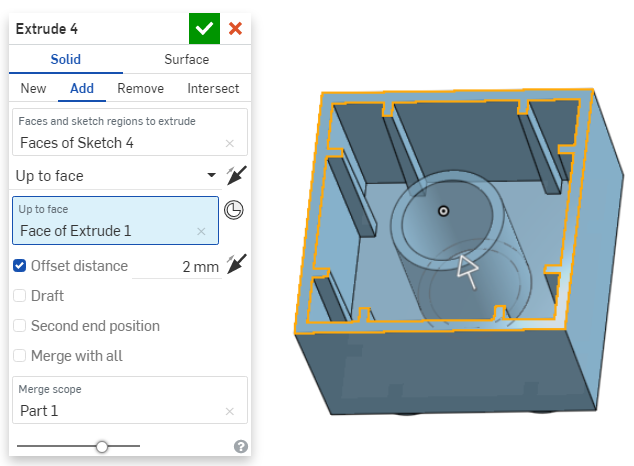 Extrude 4
Solid Surface
New Add Remove Intersect
Faces and sketch regions to extrude
Faces of Sketch 4
Up to face
Up to face
Face of Extrude 1
Offset distance 2 mm
Draft
Second end position
Merge with all
Merge scope
Part 1